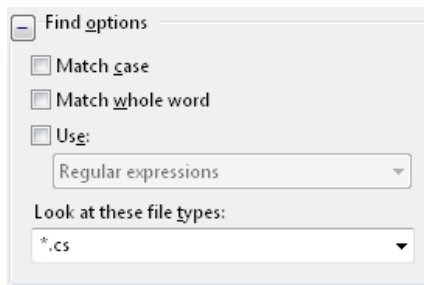 Find options
Match case
Match whole word
Use:
Regular expressions
Look at these file types:
*.cs